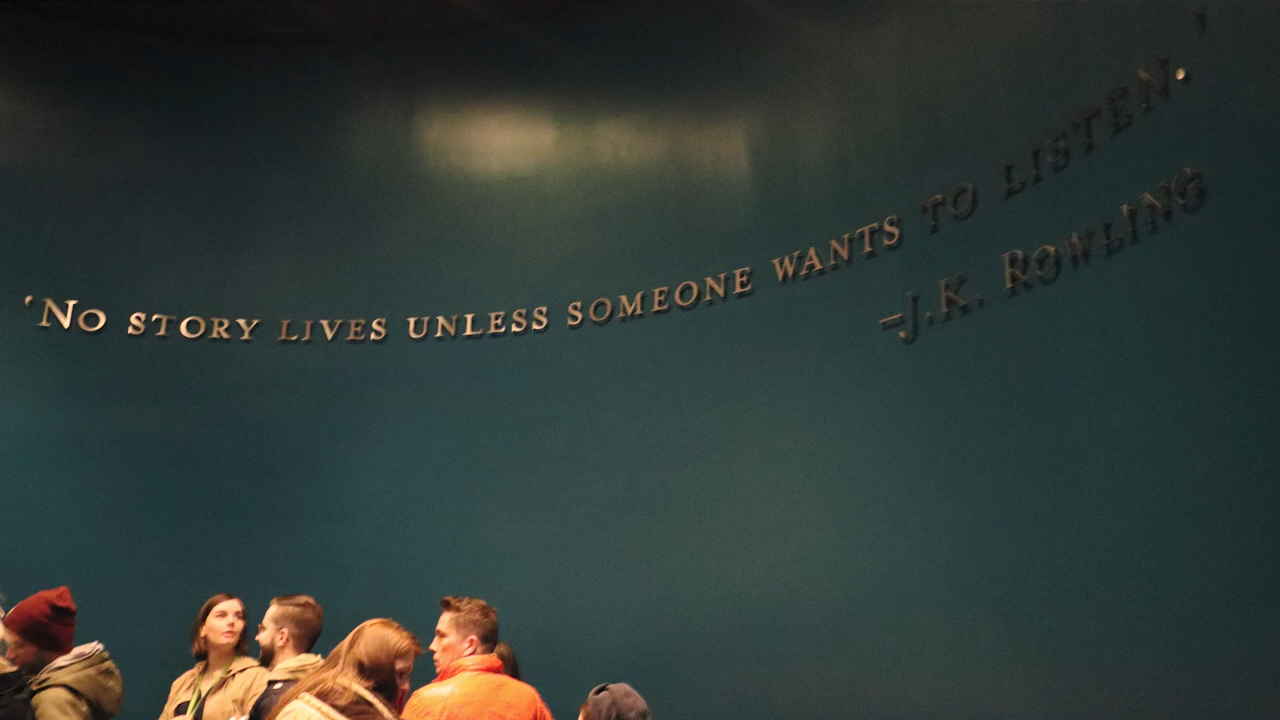 ‘No STORY LIVES UNLESS SOMEONE WANTS TO LISTEN.’
–J.K. ROWLING